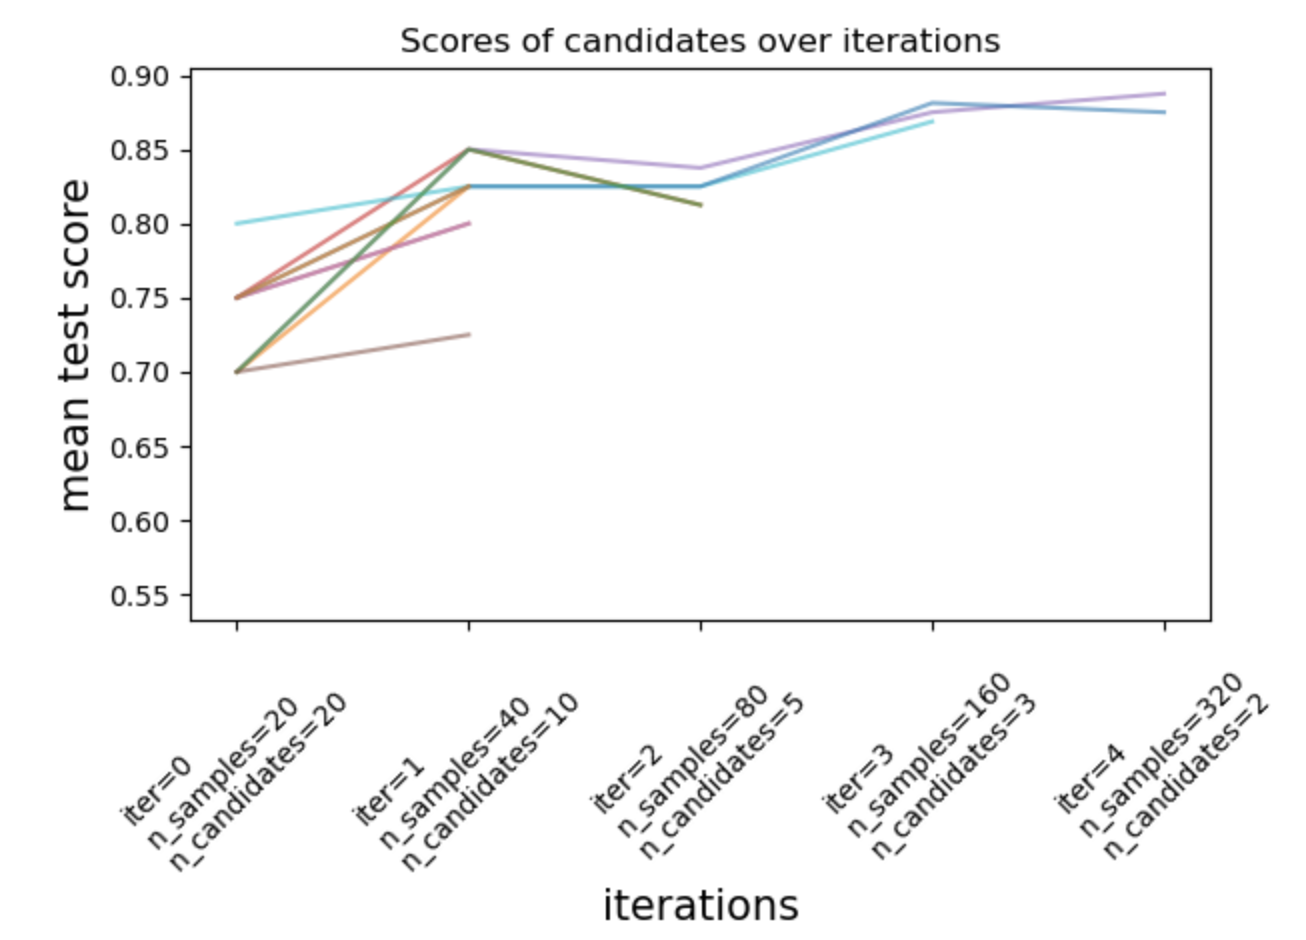 Scores of candidates over iterations
mean test score
0.90
0.85
0.80
0.75
0.70
0.65
0.60
0.55
iter=0
n_samples=20
n_candidates=20
iter=1
n_samples=40
n_candidates=10
iter=2
n_samples=80
n_candidates=5
iter=3
n_samples=160
n_candidates=3
iter=4
n_samples=320
n_candidates=2
iterations